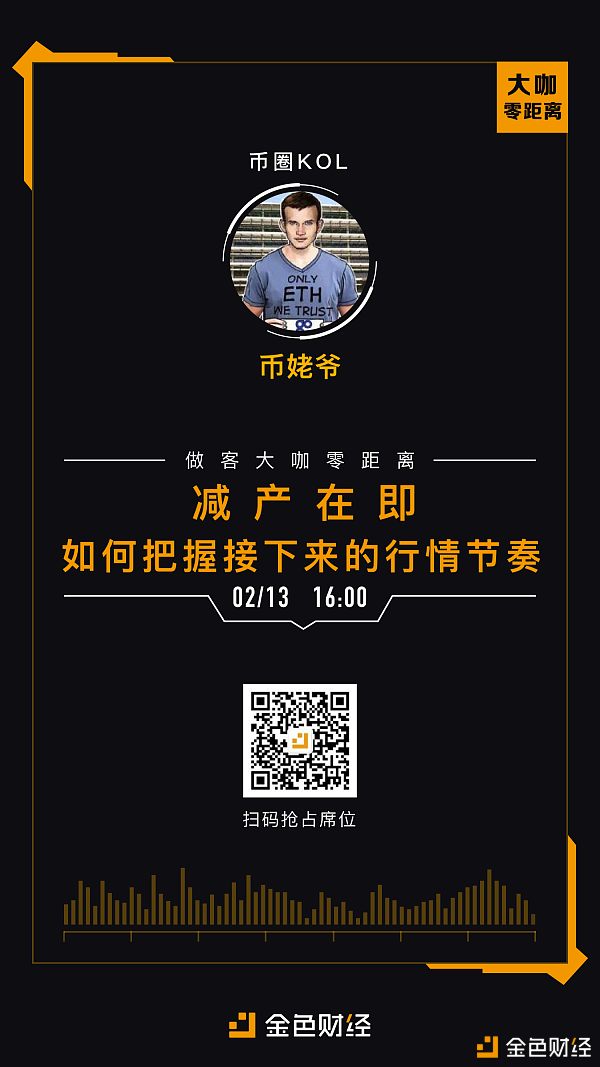 大咖
零距离
币圈KOL
ONLY
ETH
WE TRUST
币姥爷
做客大咖零距离
减产在即
如何把握接下来的行情节奏
02/13 16:00
扫码抢占席位
金色财经
金色财经